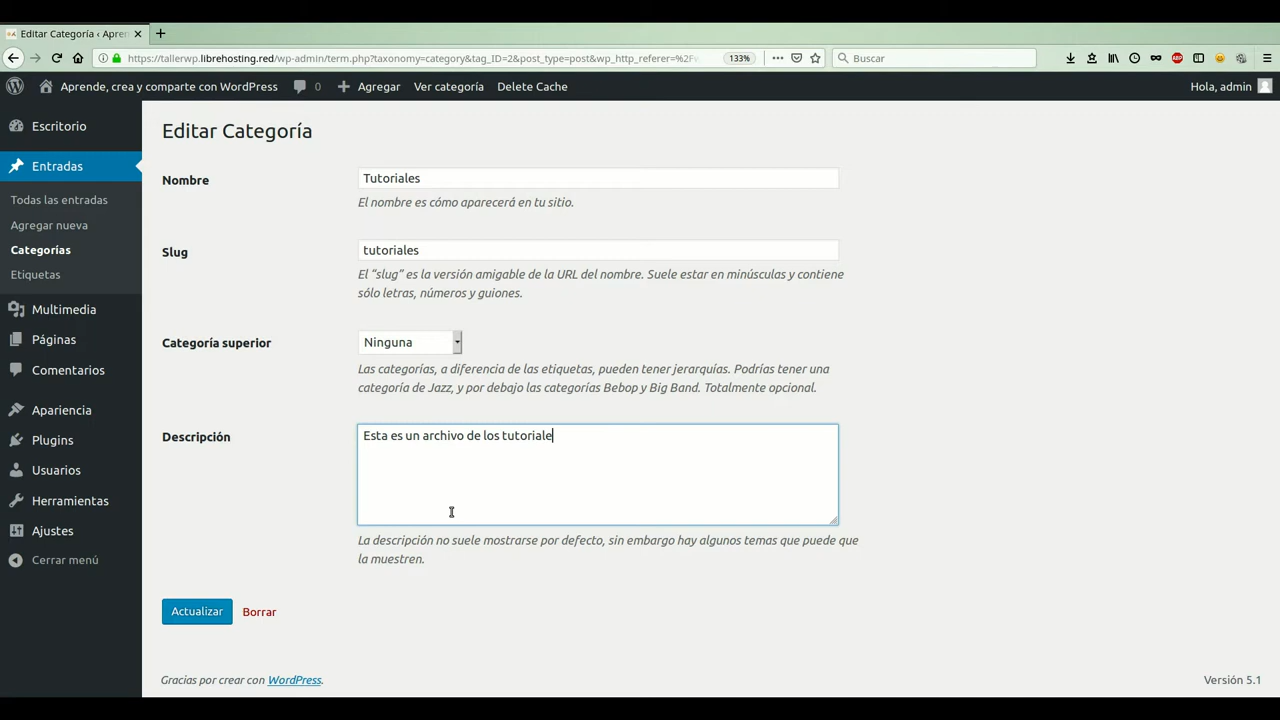 Editar Categoría ‹ Apren
https://tallerwp.librehosting.red/wp-admin/term.php?taxonomy=category&tag_ID=2&post_type=post&wp_http_referer=%2F
133%
Buscar
Aprende, crea y comparte con WordPress 0 Agregar Ver categoría Delete Cache Hola, admin
Escritorio
Entradas
Todas las entradas
Agregar nueva
Categorías
Etiquetas
Multimedia
Páginas
Comentarios
Apariencia
Plugins
Usuarios
Herramientas
Ajustes
Cerrar menú
Editar Categoría
Nombre
Tutoriales
El nombre es cómo aparecerá en tu sitio.
Slug
tutoriales
El “slug” es la versión amigable de la URL del nombre. Suele estar en minúsculas y contiene
sólo letras, números y guiones.
Categoría superior
Ninguna
Las categorías, a diferencia de las etiquetas, pueden tener jerarquías. Podrías tener una
categoría de Jazz, y por debajo las categorías Bebop y Big Band. Totalmente opcional.
Descripción
Esta es un archivo de los tutoriale
La descripción no suele mostrarse por defecto, sin embargo hay algunos temas que puede que
la muestren.
Actualizar Borrar
Gracias por crear con WordPress.
Versión 5.1